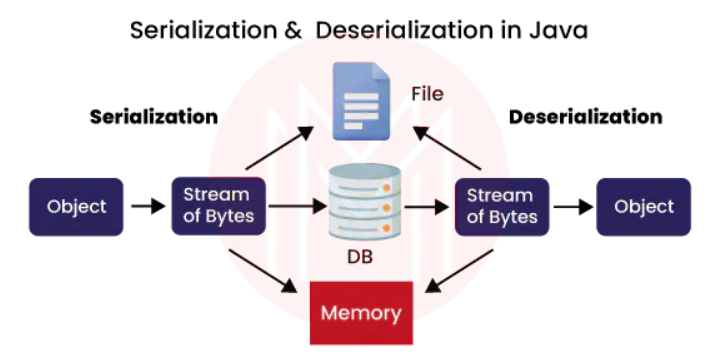 Serialization & Deserialization in Java
File
Serialization
Deserialization
Object
Stream
of Bytes
Stream
of Bytes
Object
DB
Memory